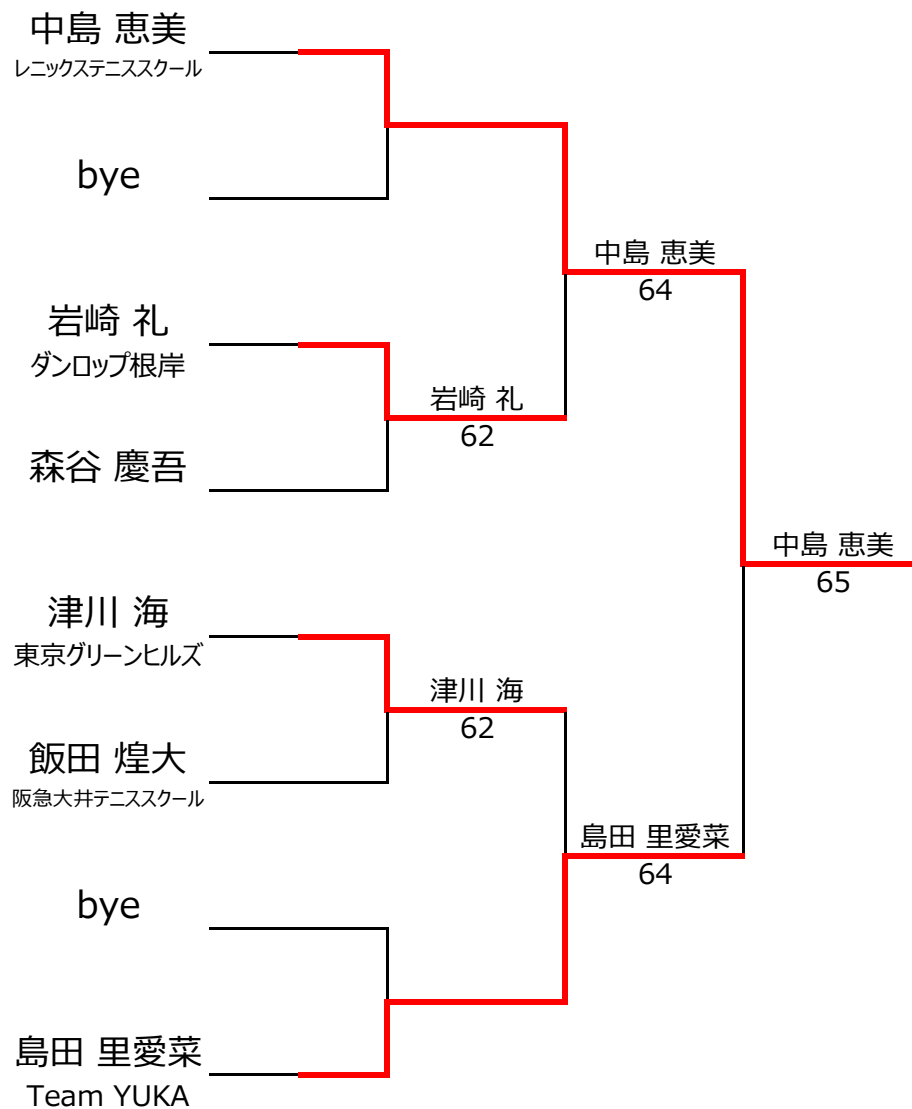 中島 恵美
レニックステニススクール
bye
岩崎 礼
ダンロップ根岸
森谷 慶吾
津川 海
東京グリーンヒルズ
飯田 煌大
阪急大井テニススクール
bye
島田 里愛菜
Team YUKA
岩崎 礼
62
津川 海
62
中島 恵美
64
島田 里愛菜
64
中島 恵美
65